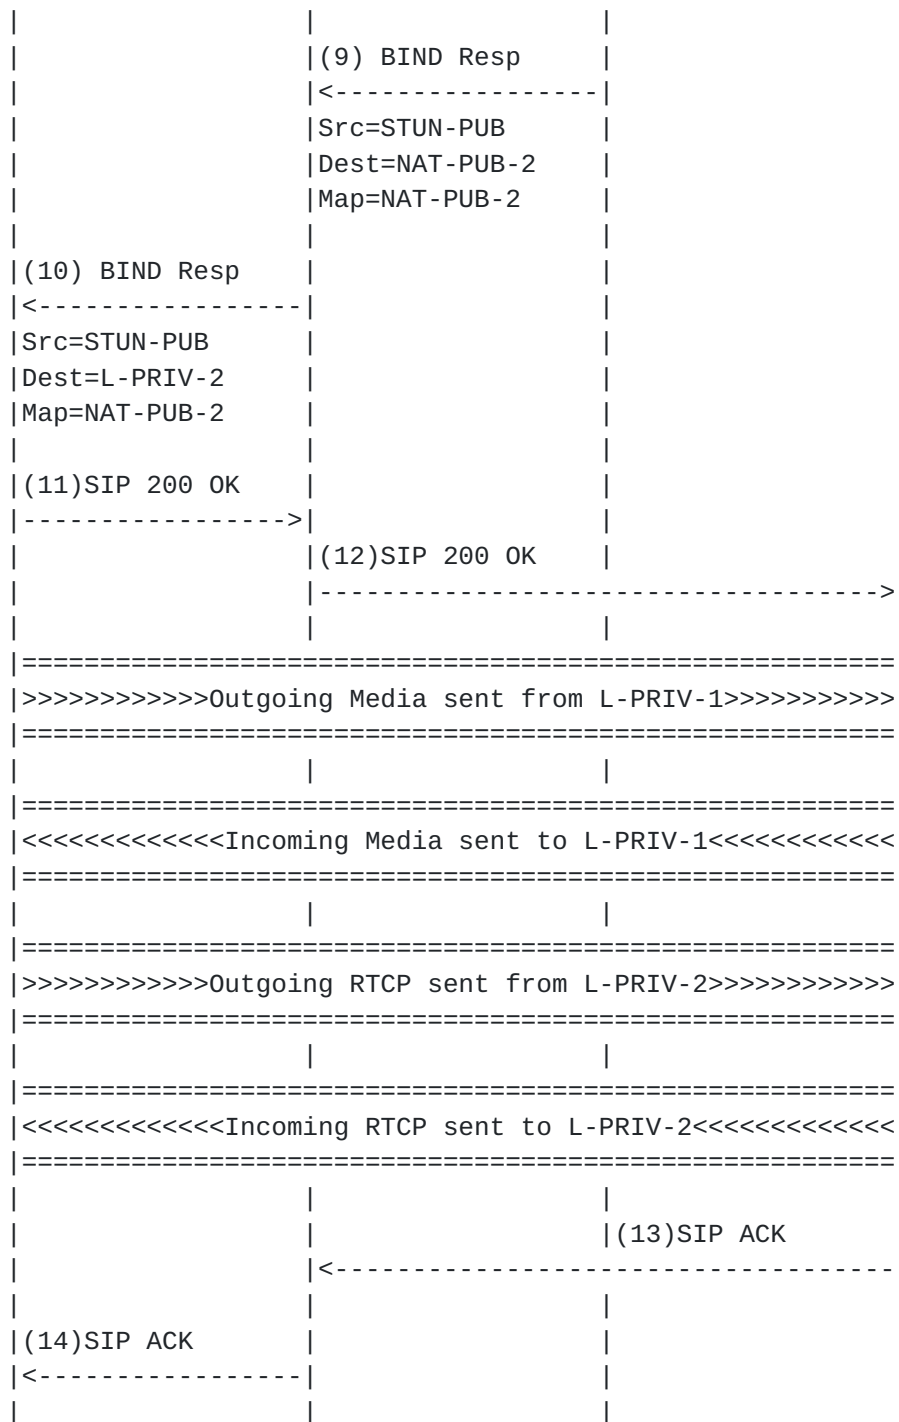 |                  |                  |
|                  |(9) BIND Resp     |
|                  |<-----------------|
|                  |Src=STUN-PUB      |
|                  |Dest=NAT-PUB-2    |
|                  |Map=NAT-PUB-2     |
|                  |                  |
|(10) BIND Resp    |                  |
|<-----------------|                  |
|Src=STUN-PUB      |                  |
|Dest=L-PRIV-2     |                  |
|Map=NAT-PUB-2     |                  |
|                  |                  |
|(11)SIP 200 OK    |                  |
|----------------->|                  |
|                  |(12)SIP 200 OK    |
|                  |------------------------------------>
|                  |                  |
|========================================================
|>>>>>>>>>>>>Outgoing Media sent from L-PRIV-1>>>>>>>>>>>
|========================================================
|                  |                  |
|========================================================
|<<<<<<<<<<<<<Incoming Media sent to L-PRIV-1<<<<<<<<<<<<
|========================================================
|                  |                  |
|========================================================
|>>>>>>>>>>>>Outgoing RTCP sent from L-PRIV-2>>>>>>>>>>>>
|========================================================
|                  |                  |
|========================================================
|<<<<<<<<<<<<<Incoming RTCP sent to L-PRIV-2<<<<<<<<<<<<<
|========================================================
|                  |                  |
|                  |                  |(13)SIP ACK
|                  |<------------------------------------
|                  |                  |
|(14)SIP ACK       |                  |
|<-----------------|                  |
|                  |                  |